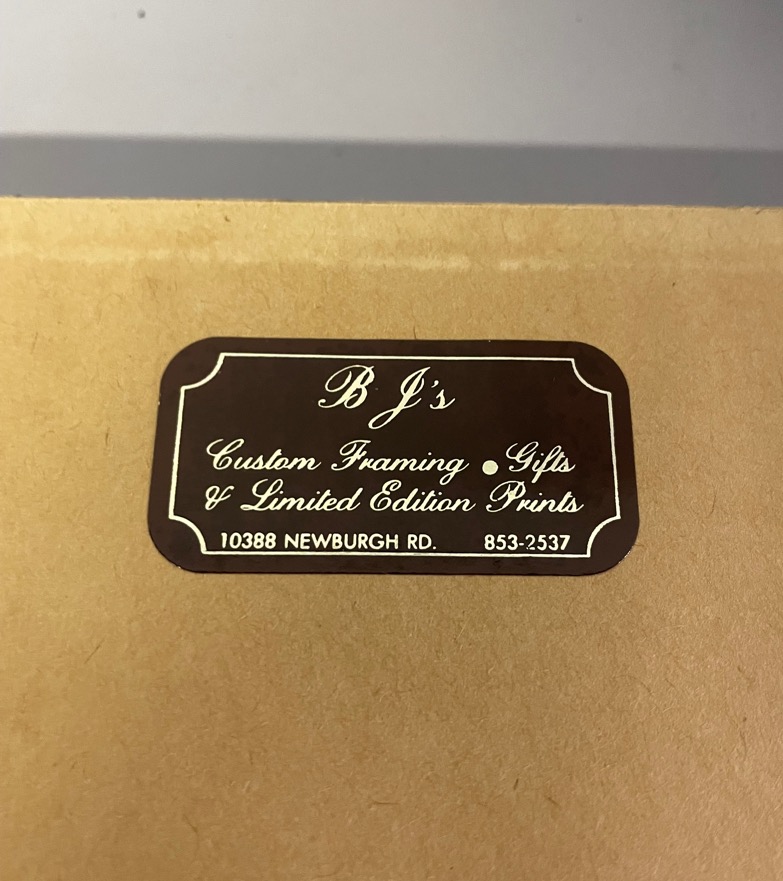 B J's
Custom Framing • Gifts
& Limited Edition Prints
10388 NEWBURGH RD. 853-2537